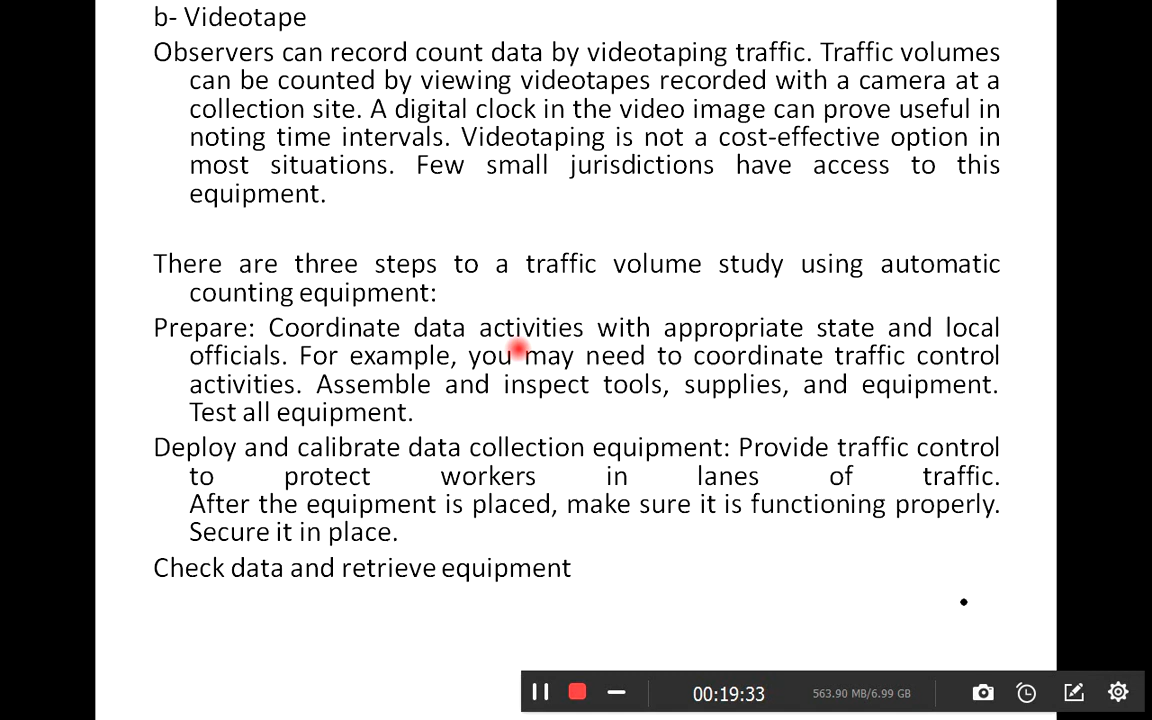 b- Videotape
Observers can record count data by videotaping traffic. Traffic volumes
can be counted by viewing videotapes recorded with a camera at a
collection site. A digital clock in the video image can prove useful in
noting time intervals. Videotaping is not a cost-effective option in
most situations. Few small jurisdictions have access to this
equipment.
There are three steps to a traffic volume study using automatic
counting equipment:
Prepare: Coordinate data activities with appropriate state and local
officials. For example, you may need to coordinate traffic control
activities. Assemble and inspect tools, supplies, and equipment.
Test all equipment.
Deploy and calibrate data collection equipment: Provide traffic control
to protect workers in lanes of traffic.
After the equipment is placed, make sure it is functioning properly.
Secure it in place.
Check data and retrieve equipment
•
00:19:33 563.90 MB/6.99 GB